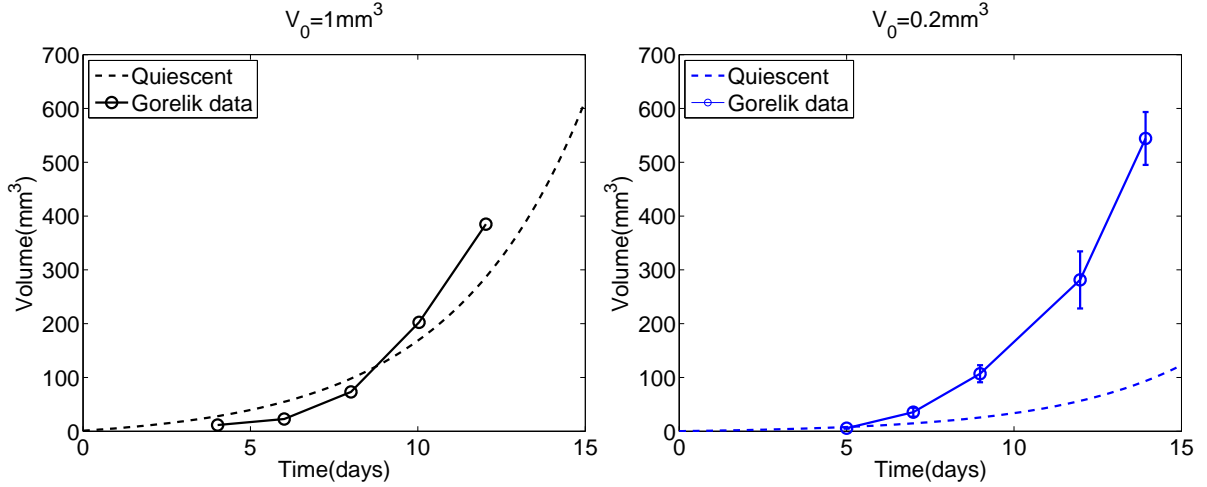 V₀=1mm³
700
600
500
400
300
200
100
0
Volume(mm³)
Quiescent
Gorelik data
0 5 10 15
Time(days)
V₀=0.2mm³
700
600
500
400
300
200
100
0
Volume(mm³)
Quiescent
Gorelik data
0 5 10 15
Time(days)